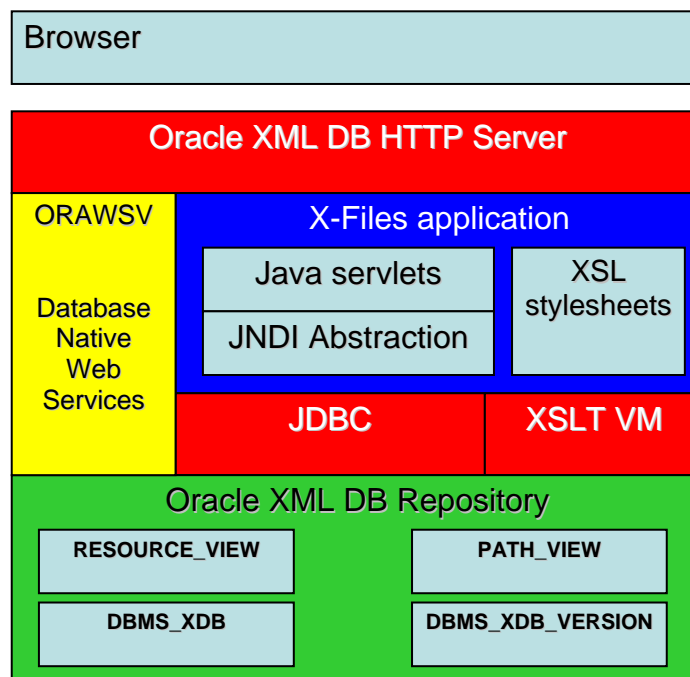 Browser
Oracle XML DB HTTP Server
ORAWSV
Database
Native
Web
Services
X-Files application
Java servlets
JNDI Abstraction
XSL
stylesheets
JDBC
XSLT VM
Oracle XML DB Repository
RESOURCE_VIEW
PATH_VIEW
DBMS_XDB
DBMS_XDB_VERSION